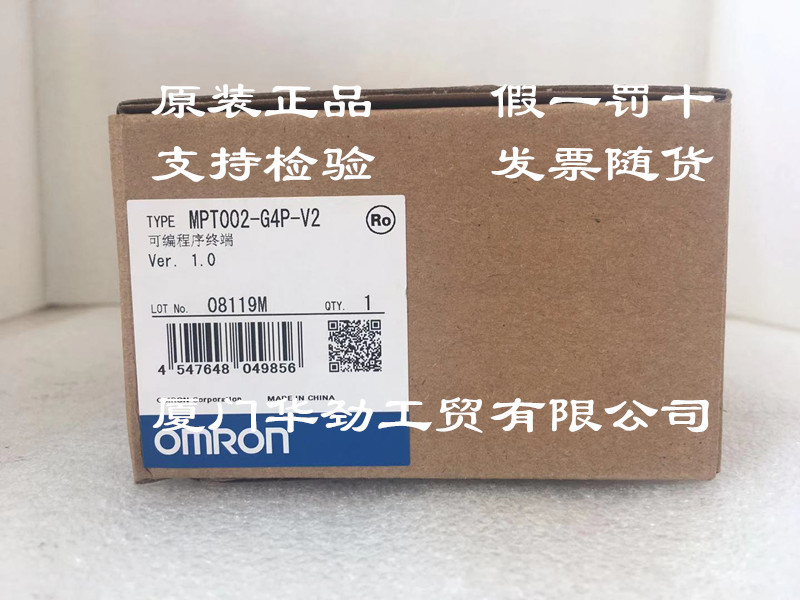 原装正品 假一罚十
支持检验 发票随货
TYPE MPT002-G4P-V2 Ro
可编程序终端
Ver. 1.0
LOT No. 08119M QTY. 1
4 547648 049856
OMRON Corporation MADE IN CHINA
厦门华劲工贸有限公司
OMRON